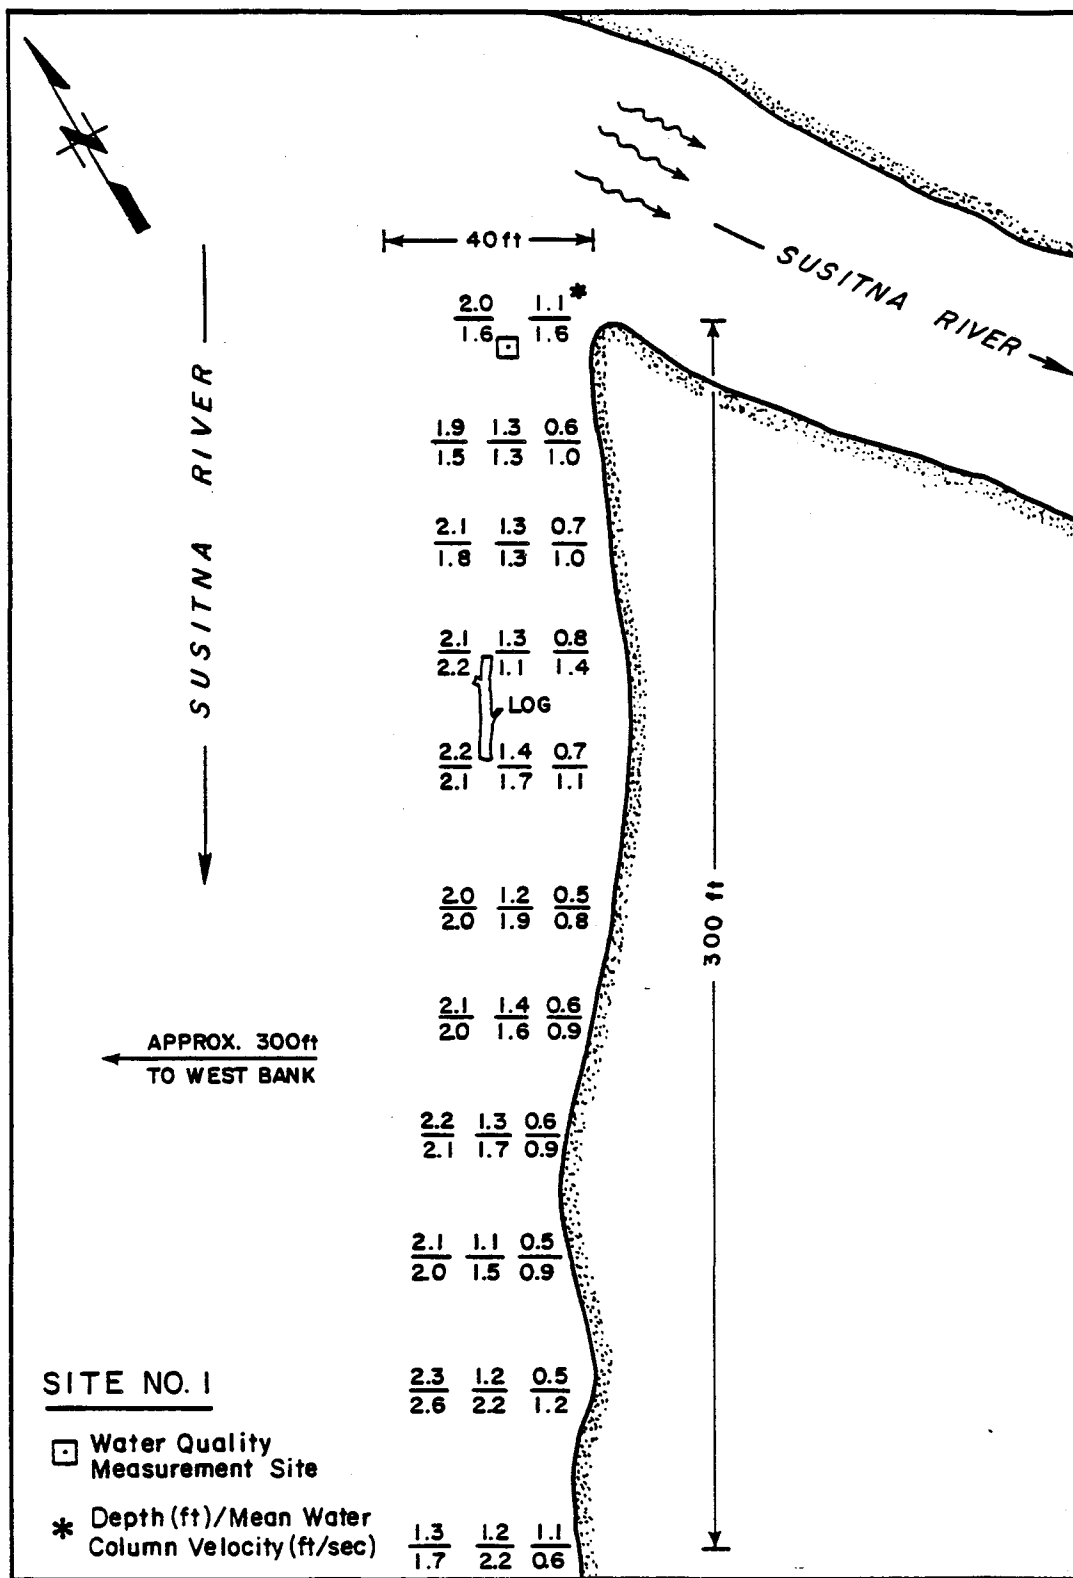 N
40ft
SUSITNA RIVER
2.0 1.1*
1.6 1.6
SUSITNA RIVER
1.9 1.3 0.6
1.5 1.3 1.0
2.1 1.3 0.7
1.8 1.3 1.0
2.1 1.3 0.8
2.2 1.1 1.4
LOG
2.2 1.4 0.7
2.1 1.7 1.1
2.0 1.2 0.5
2.0 1.9 0.8
300 ft
2.1 1.4 0.6
2.0 1.6 0.9
APPROX. 300ft
TO WEST BANK
2.2 1.3 0.6
2.1 1.7 0.9
2.1 1.1 0.5
2.0 1.5 0.9
2.3 1.2 0.5
2.6 2.2 1.2
SITE NO. 1
Water Quality
Measurement Site
* Depth (ft)/Mean Water
Column Velocity (ft/sec)
1.3 1.2 1.1
1.7 2.2 0.6